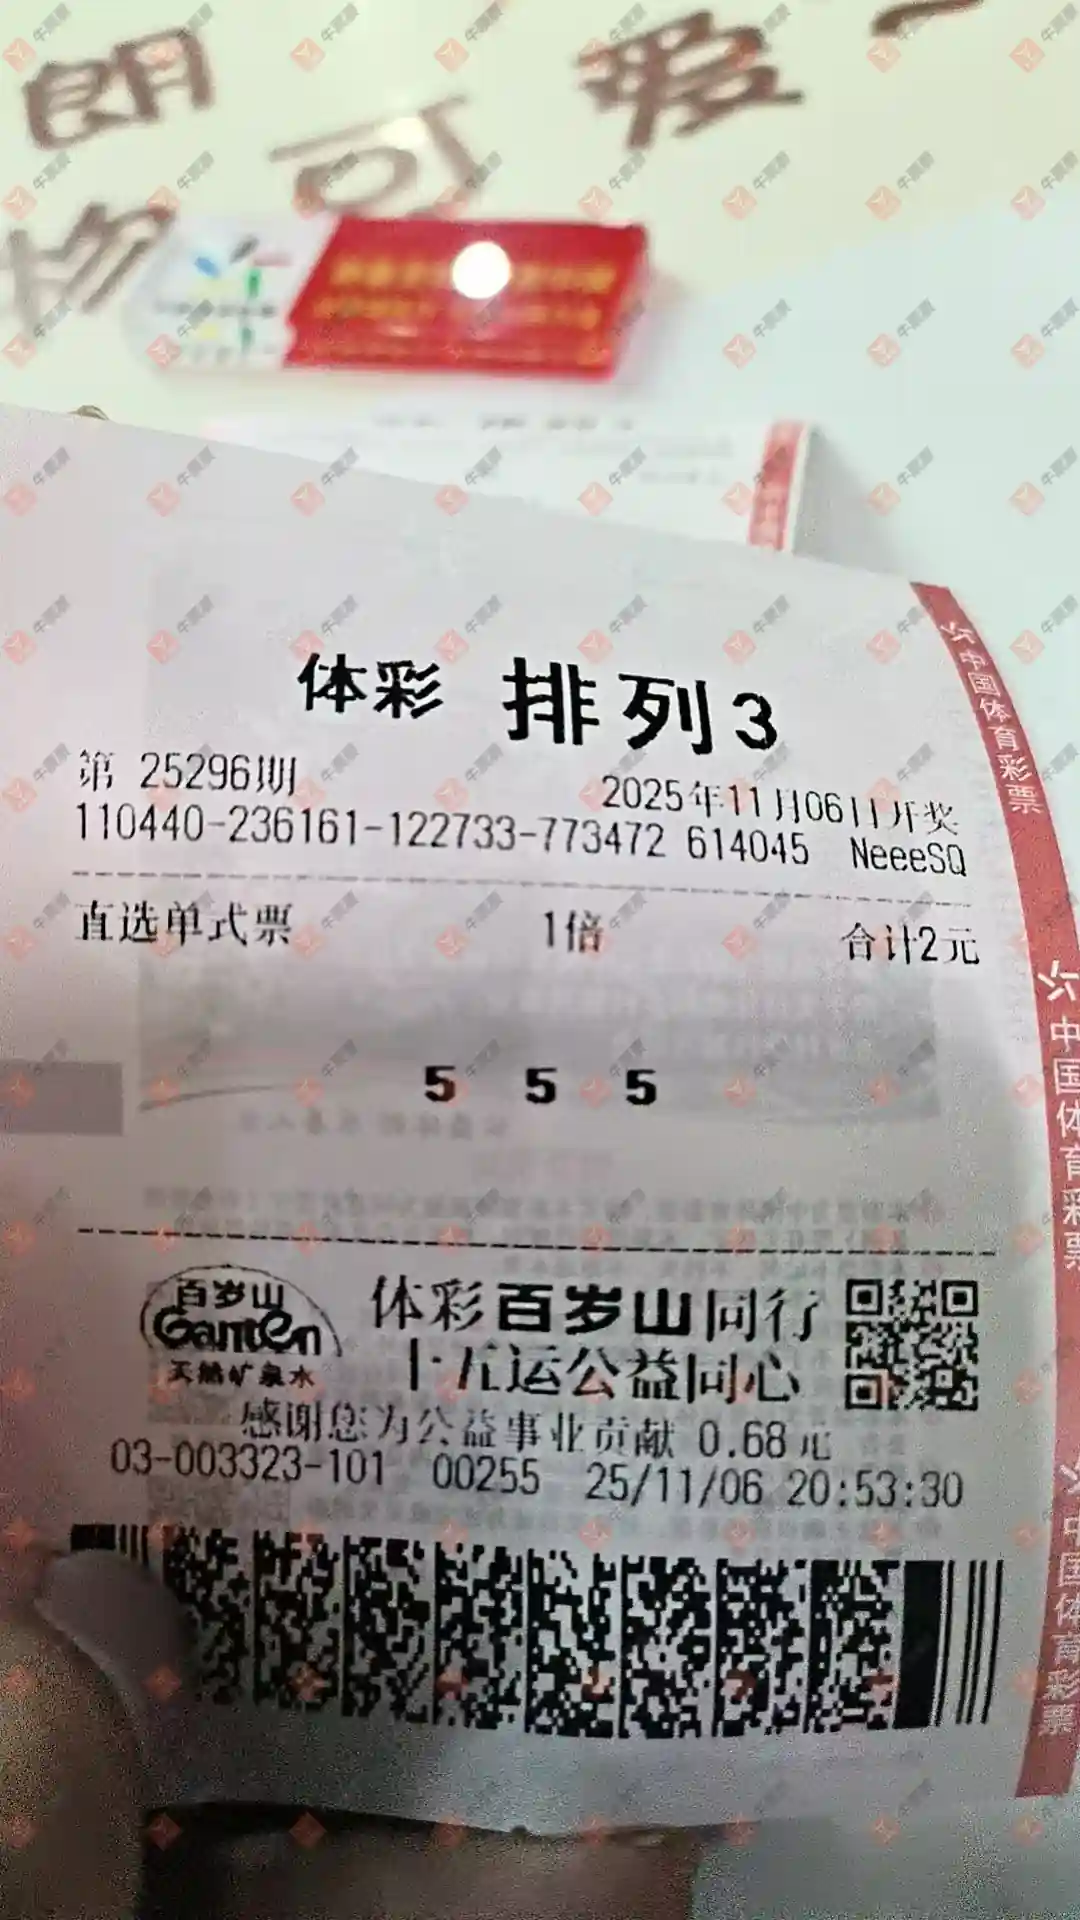 朗 可爱
体彩 排列3
第 25296期 2025年11月06日开奖
110440-236161-122733-773472 614045 NeeeSQ
直选单式票 1倍 合计2元
5 5 5
百岁山
Ganten
天然矿泉水
体彩百岁山同行
十五运公益同心
感谢您为公益事业贡献 0.68元
03-003323-101 00255 25/11/06 20:53:30
中国体育彩票
中国体育彩票
中国体育彩票